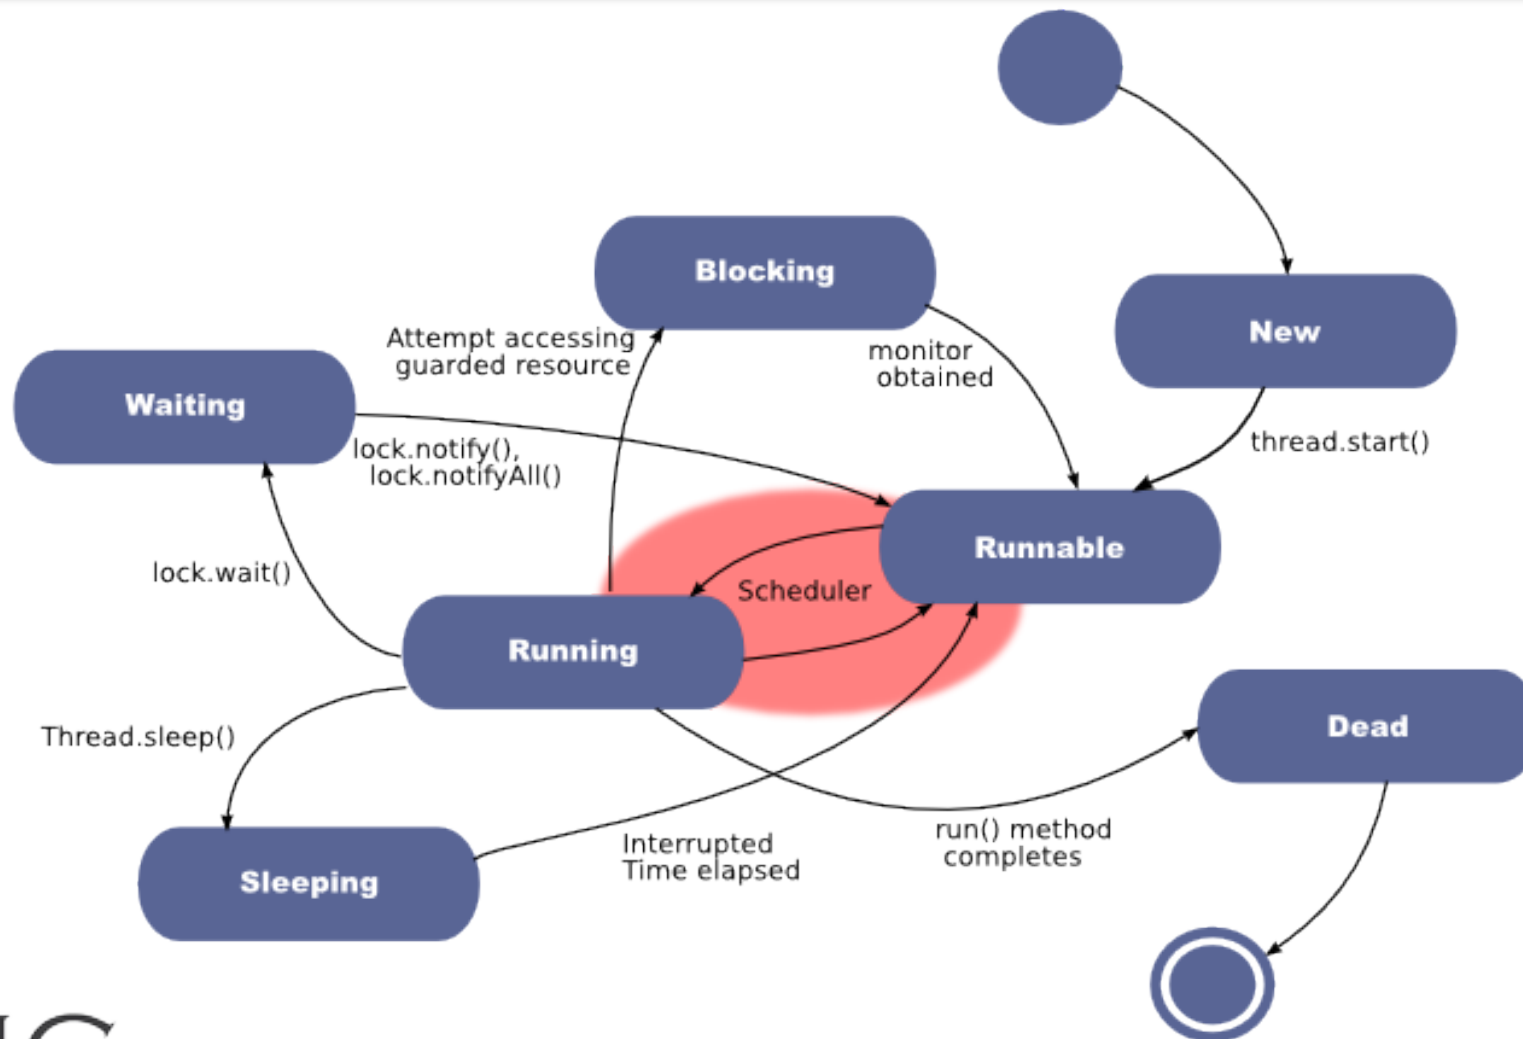 Blocking
New
Attempt accessing
guarded resource
monitor
obtained
Waiting
lock.notify(),
lock.notifyAll()
thread.start()
Runnable
lock.wait()
Scheduler
Running
Thread.sleep()
Dead
Interrupted
Time elapsed
run() method
completes
Sleeping